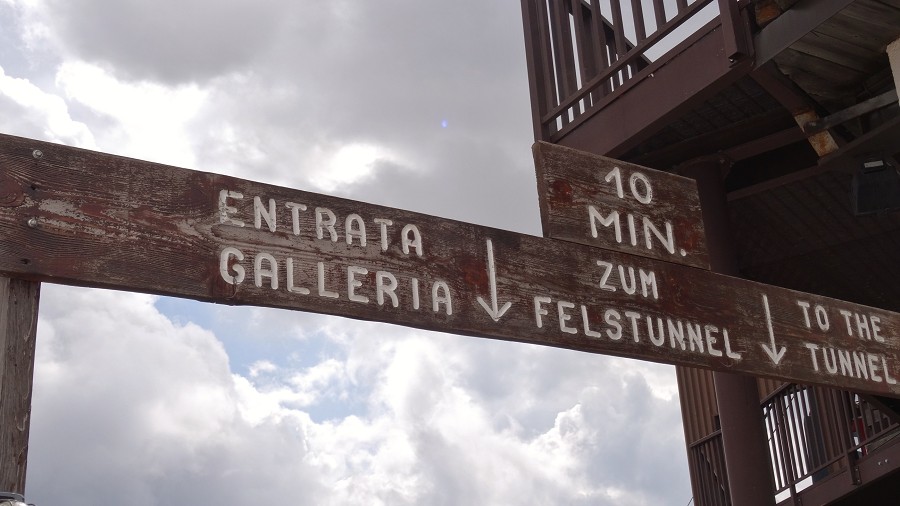 ENTRATA
GALLERIA
10
MIN.
ZUM
FELSTUNNEL
TO THE
TUNNEL